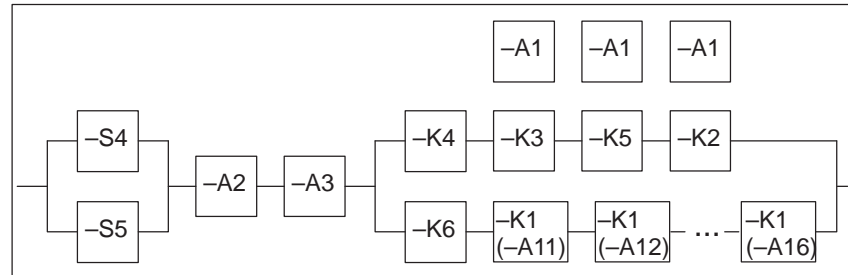 –A1 –A1 –A1
–S4 –K4 –K3 –K5 –K2
–A2 –A3
–S5 –K6 –K1 –K1 ... –K1
(–A11) (–A12) (–A16)